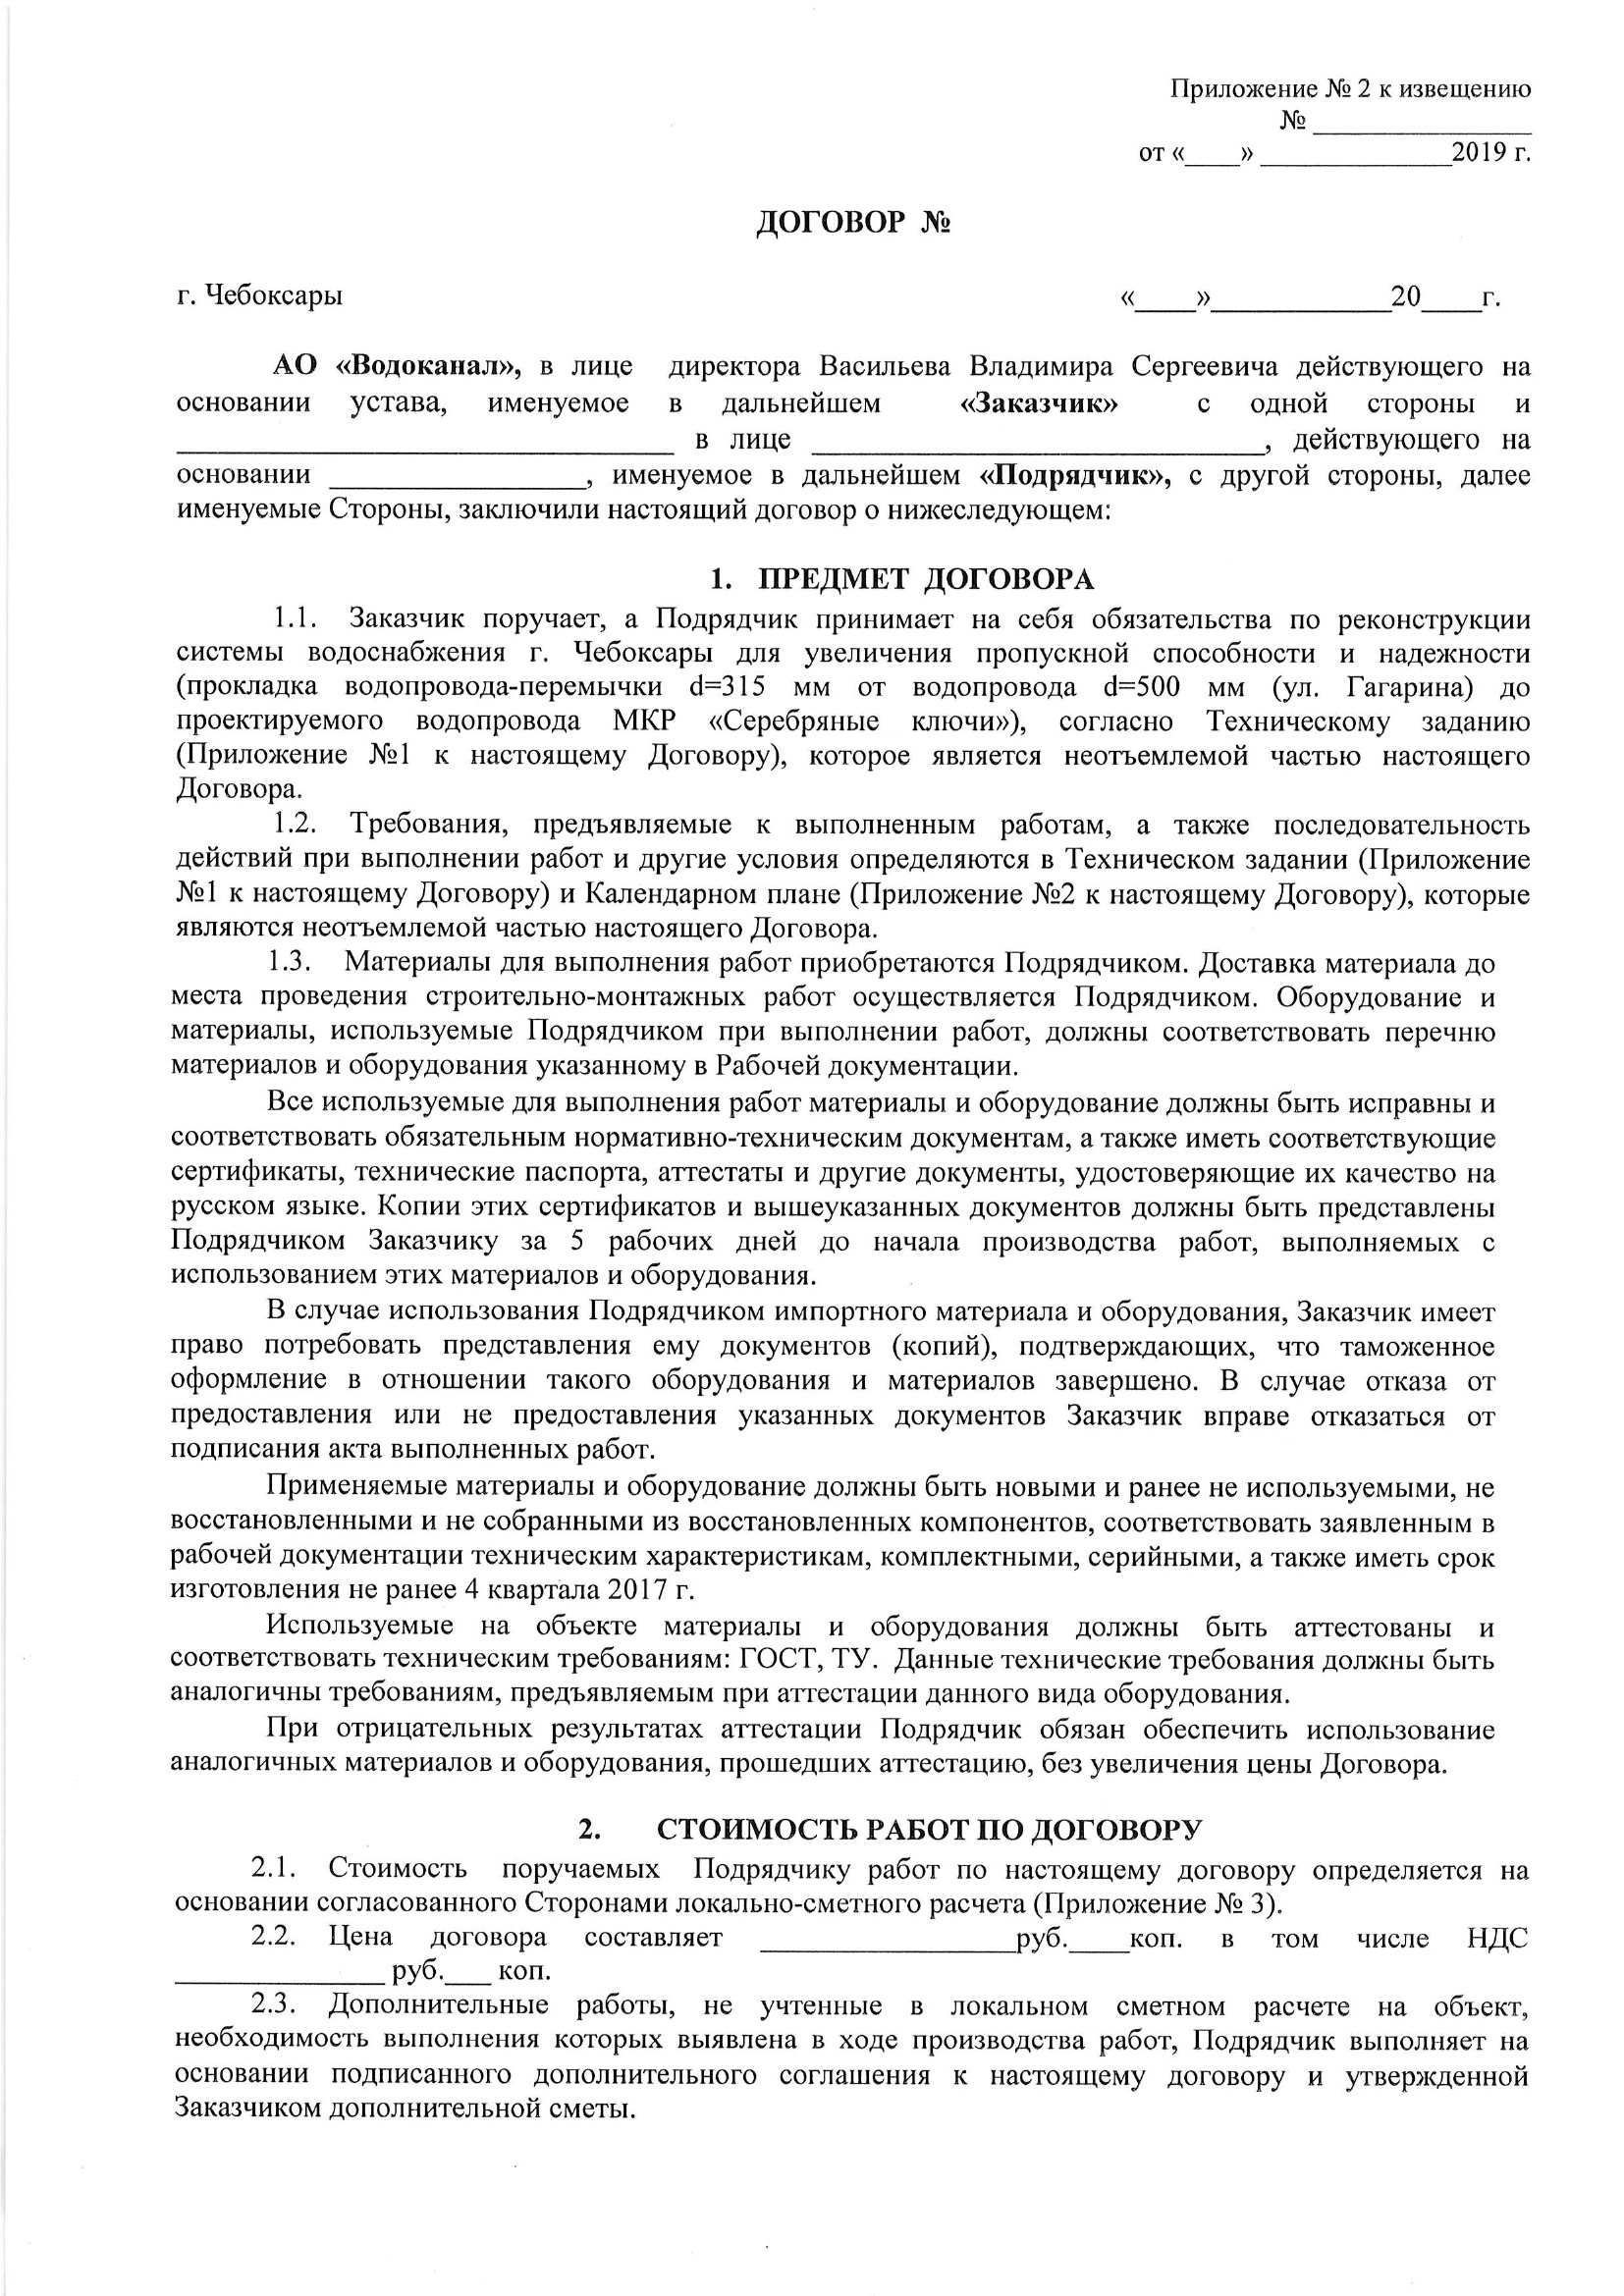 Приложение № 2 к извещению
№ ________________
от «____» ______________2019 г.
ДОГОВОР №
г. Чебоксары «____»____________20____г.
АО «Водоканал», в лице директора Васильева Владимира Сергеевича действующего на
основании устава, именуемое в дальнейшем «Заказчик» с одной стороны и
_________________________________ в лице ______________________________, действующего на
основании _________________, именуемое в дальнейшем «Подрядчик», с другой стороны, далее
именуемые Стороны, заключили настоящий договор о нижеследующем:
1. ПРЕДМЕТ ДОГОВОРА
1.1. Заказчик поручает, а Подрядчик принимает на себя обязательства по реконструкции
системы водоснабжения г. Чебоксары для увеличения пропускной способности и надежности
(прокладка водопровода-перемычки d=315 мм от водопровода d=500 мм (ул. Гагарина) до
проектируемого водопровода МКР «Серебряные ключи»), согласно Техническому заданию
(Приложение №1 к настоящему Договору), которое является неотъемлемой частью настоящего
Договора.
1.2. Требования, предъявляемые к выполненным работам, а также последовательность
действий при выполнении работ и другие условия определяются в Техническом задании (Приложение
№1 к настоящему Договору) и Календарном плане (Приложение №2 к настоящему Договору), которые
являются неотъемлемой частью настоящего Договора.
1.3. Материалы для выполнения работ приобретаются Подрядчиком. Доставка материала до
места проведения строительно-монтажных работ осуществляется Подрядчиком. Оборудование и
материалы, используемые Подрядчиком при выполнении работ, должны соответствовать перечню
материалов и оборудования указанному в Рабочей документации.
Все используемые для выполнения работ материалы и оборудование должны быть исправны и
соответствовать обязательным нормативно-техническим документам, а также иметь соответствующие
сертификаты, технические паспорта, аттестаты и другие документы, удостоверяющие их качество на
русском языке. Копии этих сертификатов и вышеуказанных документов должны быть представлены
Подрядчиком Заказчику за 5 рабочих дней до начала производства работ, выполняемых с
использованием этих материалов и оборудования.
В случае использования Подрядчиком импортного материала и оборудования, Заказчик имеет
право потребовать представления ему документов (копий), подтверждающих, что таможенное
оформление в отношении такого оборудования и материалов завершено. В случае отказа от
предоставления или не предоставления указанных документов Заказчик вправе отказаться от
подписания акта выполненных работ.
Применяемые материалы и оборудование должны быть новыми и ранее не используемыми, не
восстановленными и не собранными из восстановленных компонентов, соответствовать заявленным в
рабочей документации техническим характеристикам, комплектными, серийными, а также иметь срок
изготовления не ранее 4 квартала 2017 г.
Используемые на объекте материалы и оборудования должны быть аттестованы и
соответствовать техническим требованиям: ГОСТ, ТУ. Данные технические требования должны быть
аналогичны требованиям, предъявляемым при аттестации данного вида оборудования.
При отрицательных результатах аттестации Подрядчик обязан обеспечить использование
аналогичных материалов и оборудования, прошедших аттестацию, без увеличения цены Договора.
2. СТОИМОСТЬ РАБОТ ПО ДОГОВОРУ
2.1. Стоимость поручаемых Подрядчику работ по настоящему договору определяется на
основании согласованного Сторонами локально-сметного расчета (Приложение № 3).
2.2. Цена договора составляет _________________руб.____коп. в том числе НДС
______________ руб.___ коп.
2.3. Дополнительные работы, не учтенные в локальном сметном расчете на объект,
необходимость выполнения которых выявлена в ходе производства работ, Подрядчик выполняет на
основании подписанного дополнительного соглашения к настоящему договору и утвержденной
Заказчиком дополнительной сметы.